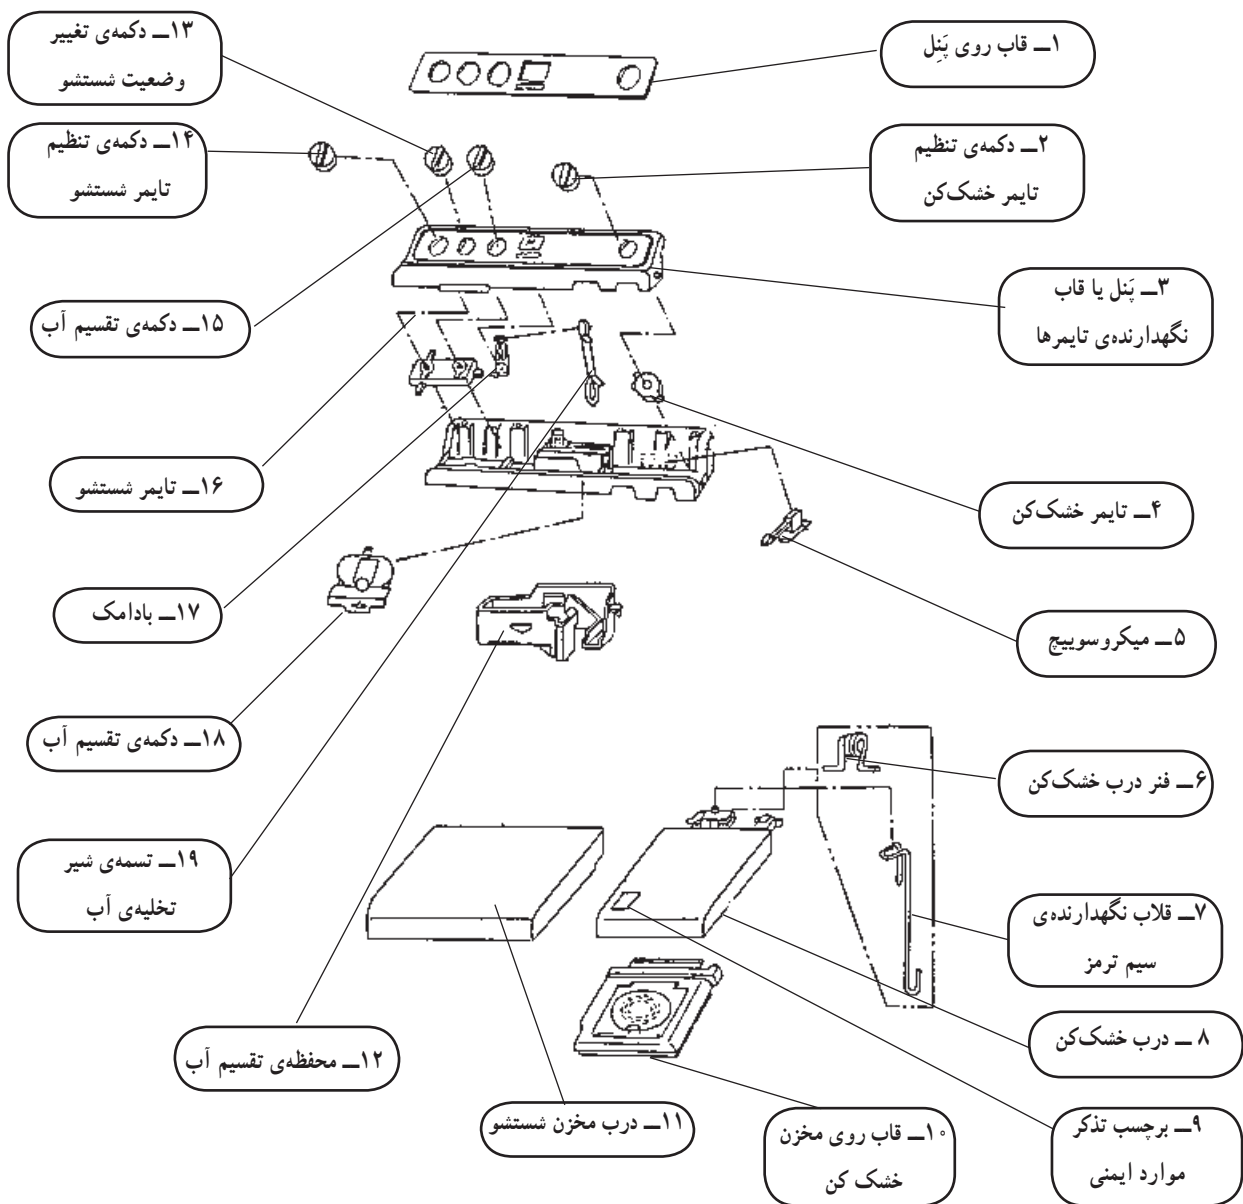 ۱ــ قاب روی پَنِل
۲ــ دکمه‌ی تنظیم
تایمر خشک‌کن
۳ــ پَنل یا قاب
نگهدارنده‌ی تایمرها
۴ــ تایمر خشک‌کن
۵ــ میکروسوییچ
۶ــ فنر درب خشک‌کن
۷ــ قلاب نگهدارنده‌ی
سیم ترمز
۸ ــ درب خشک‌کن
۹ــ برچسب تذکر
موارد ایمنی
۱۰ــ قاب روی مخزن
خشک کن
۱۱ــ درب مخزن شستشو
۱۲ــ محفظه‌ی تقسیم آب
۱۳ــ دکمه‌ی تغییر
وضعیت شستشو
۱۴ــ دکمه‌ی تنظیم
تایمر شستشو
۱۵ــ دکمه‌ی تقسیم آب
۱۶ــ تایمر شستشو
۱۷ــ بادامک
۱۸ــ دکمه‌ی تقسیم آب
۱۹ــ تسمه‌ی شیر
تخلیه‌ی آب